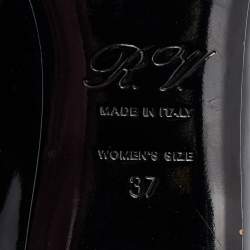 R.V.
MADE IN ITALY
WOMEN'S SIZE
37